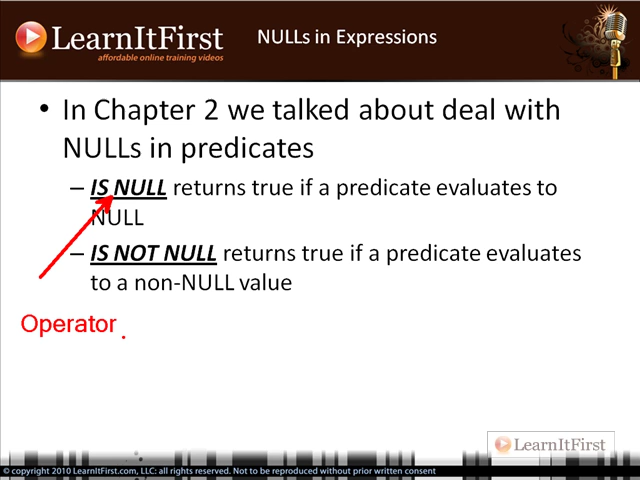 LearnItFirst
affordable online training videos
NULLs in Expressions
• In Chapter 2 we talked about deal with
NULLs in predicates
– IS NULL returns true if a predicate evaluates to
NULL
– IS NOT NULL returns true if a predicate evaluates
to a non-NULL value
Operator
LearnItFirst
© copyright 2010 LearnItFirst.com, LLC: all rights reserved. Not to be reproduced without prior written consent